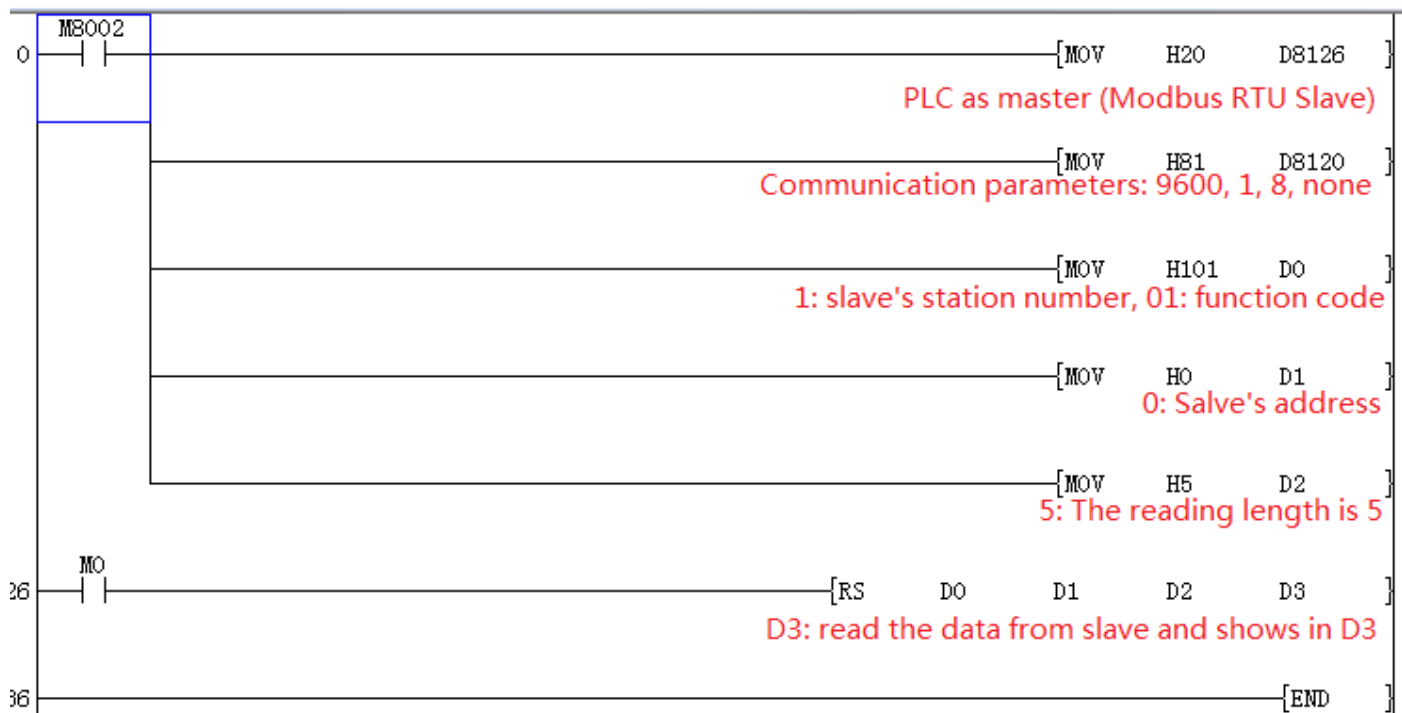 M8002
0 [MOV H20 D8126 ]
PLC as master (Modbus RTU Slave)
[MOV H81 D8120 ]
Communication parameters: 9600, 1, 8, none
[MOV H101 D0 ]
1: slave's station number, 01: function code
[MOV H0 D1 ]
0: Salve's address
[MOV H5 D2 ]
5: The reading length is 5
M0
26 [RS D0 D1 D2 D3 ]
D3: read the data from slave and shows in D3
36 [END ]